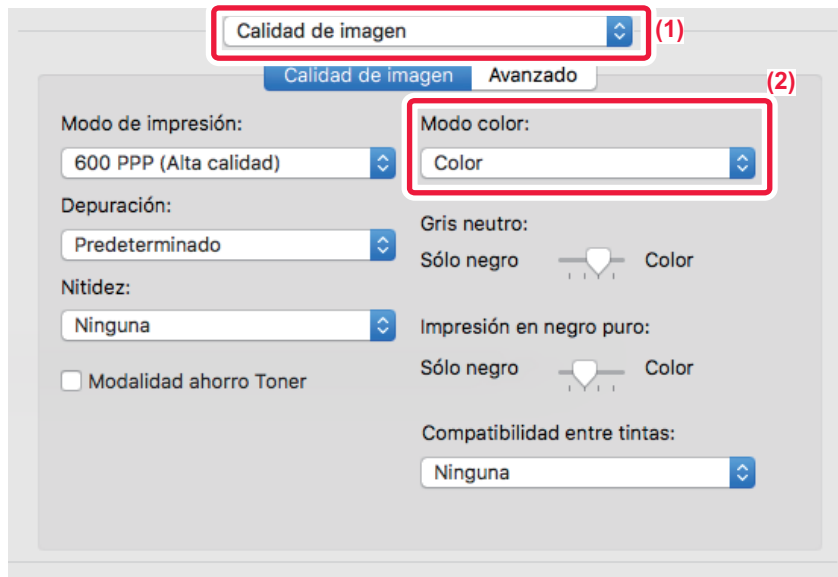 Calidad de imagen
(1)
Calidad de imagen Avanzado
(2)
Modo de impresión:
600 PPP (Alta calidad)
Depuración:
Predeterminado
Nitidez:
Ninguna
Modalidad ahorro Toner
Modo color:
Color
Gris neutro:
Sólo negro Color
Impresión en negro puro:
Sólo negro Color
Compatibilidad entre tintas:
Ninguna